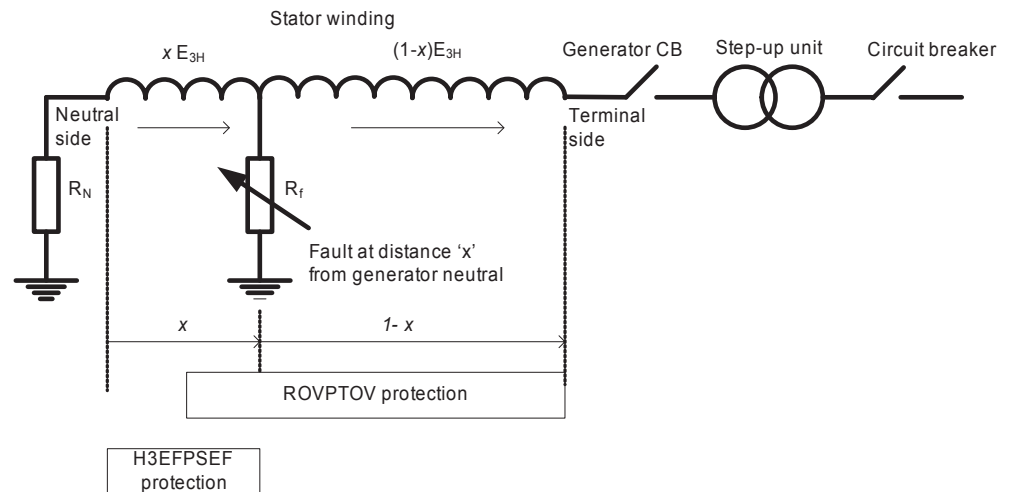 Stator winding
x E3H
(1-x)E3H
Generator CB
Step-up unit
Circuit breaker
Neutral
side
Terminal
side
RN
Rf
Fault at distance ‘x’
from generator neutral
x
1- x
ROVPTOV protection
H3EFPSEF
protection